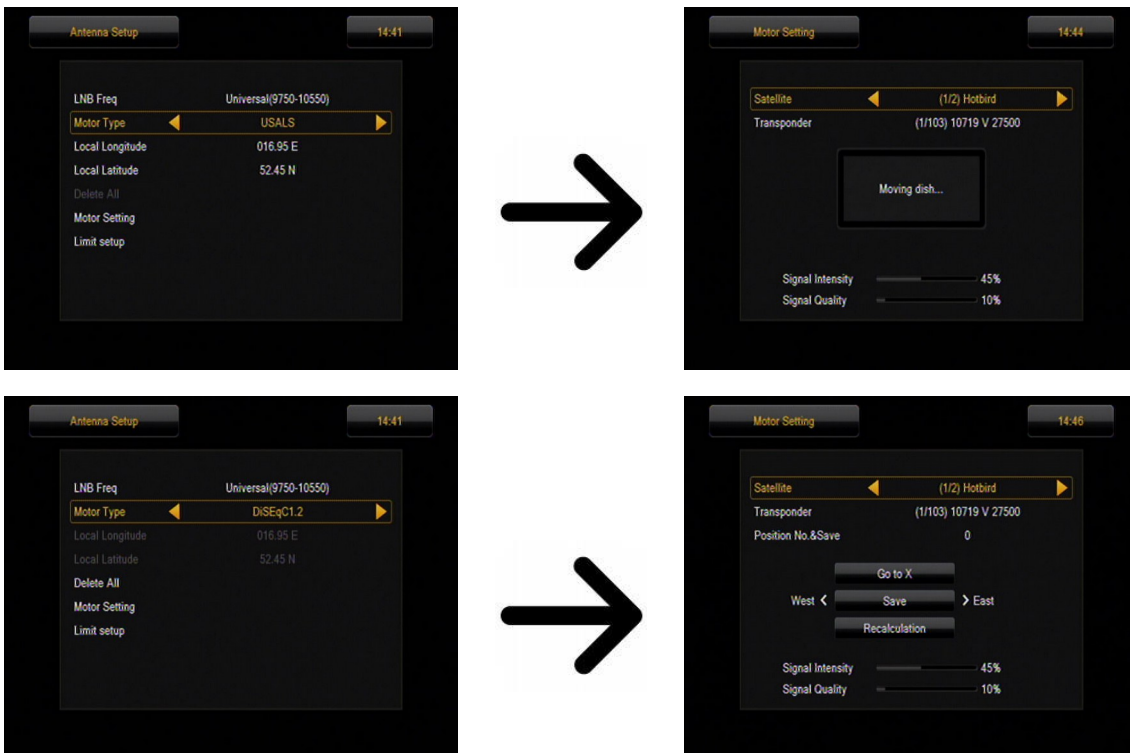 Antenna Setup 14:41
LNB Freq Universal(9750-10550)
Motor Type USALS
Local Longitude 016.95 E
Local Latitude 52.45 N
Delete All
Motor Setting
Limit setup
Motor Setting 14:44
Satellite (1/2) Hotbird
Transponder (1/103) 10719 V 27500
Moving dish...
Signal Intensity 45%
Signal Quality 10%
Antenna Setup 14:41
LNB Freq Universal(9750-10550)
Motor Type DiSEqC1.2
Local Longitude 016.95 E
Local Latitude 52.45 N
Delete All
Motor Setting
Limit setup
Motor Setting 14:46
Satellite (1/2) Hotbird
Transponder (1/103) 10719 V 27500
Position No.&Save 0
Go to X
West < Save > East
Recalculation
Signal Intensity 45%
Signal Quality 10%